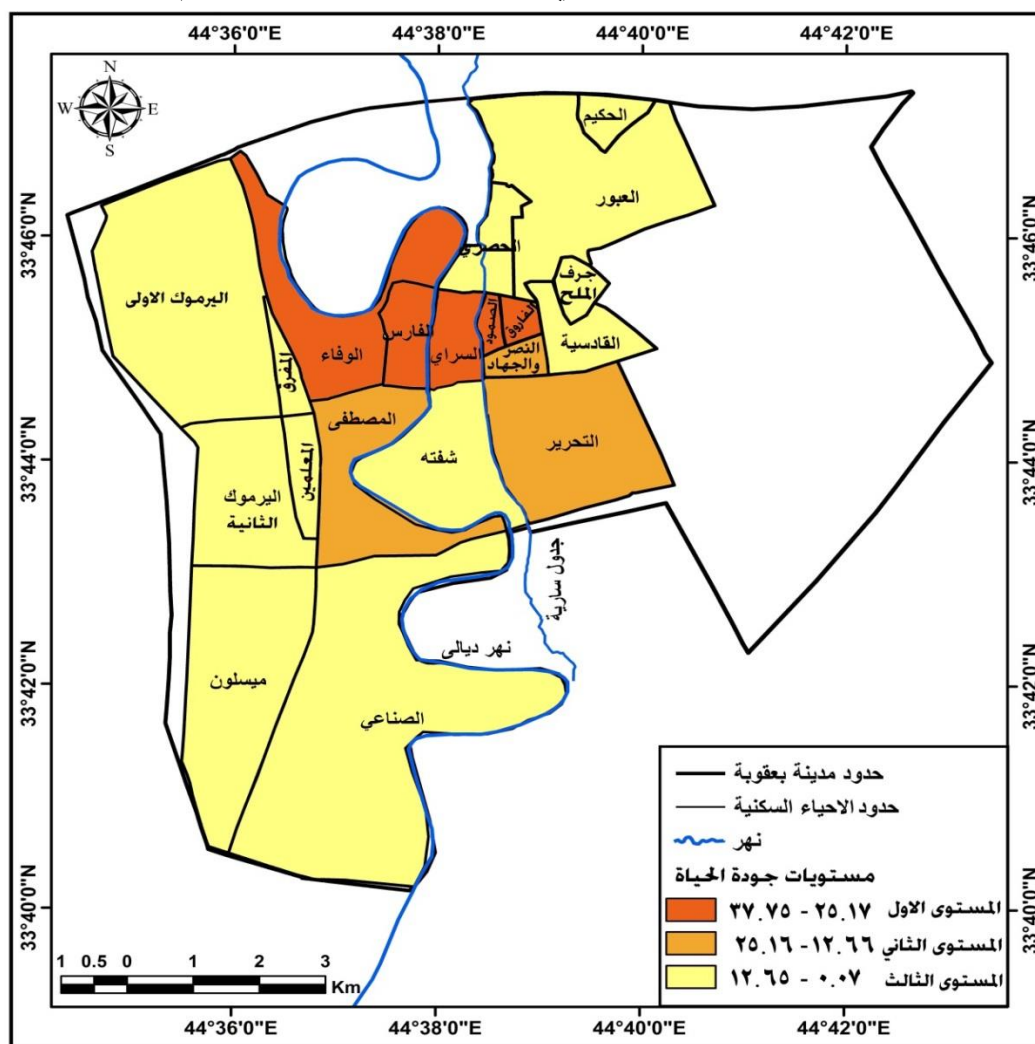 44°36'0"E 44°38'0"E 44°40'0"E 44°42'0"E
N
W E
S
33°46'0"N 33°46'0"N
33°44'0"N 33°44'0"N
33°42'0"N 33°42'0"N
33°40'0"N 33°40'0"N
الحكيم
العبور
الحصري
جرف
الملح
اليرموك الاولى
الفارس
الصمود
الفاروق
القادسية
السراي
النصر
والجهاد
الوفاء
المفرق
المصطفى
التحرير
شفته
المعلمين
اليرموك
الثانية
جدول سارية
نهر ديالى
ميسلون
الصناعي
حدود مدينة بعقوبة
حدود الاحياء السكنية
نهر
مستويات جودة الحياة
المستوى الاول ٢٥.١٧ - ٣٧.٧٥
المستوى الثاني ١٢.٦٦ - ٢٥.١٦
المستوى الثالث ٠.٠٧ - ١٢.٦٥
1 0.5 0 1 2 3
Km
44°36'0"E 44°38'0"E 44°40'0"E 44°42'0"E